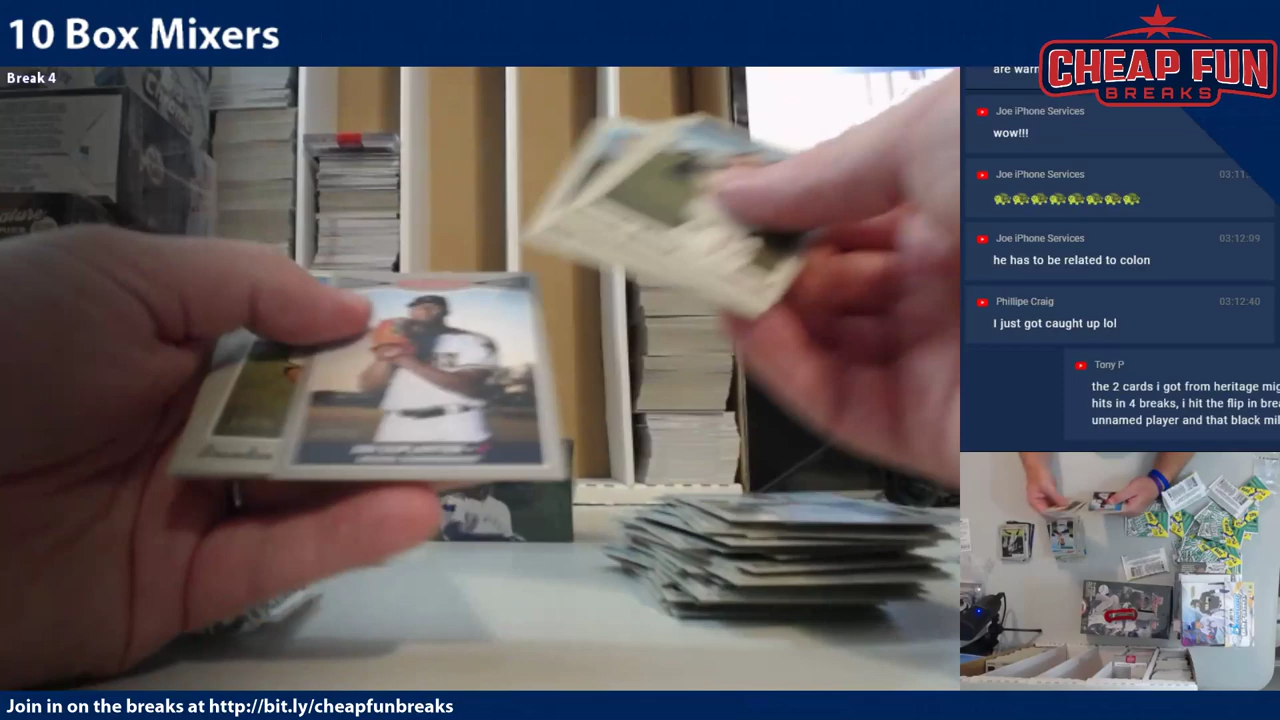 10 Box Mixers
Break 4
CHEAP FUN
BREAKS
are warn
Joe iPhone Services
wow!!!
Joe iPhone Services
03:11:
Joe iPhone Services
03:12:09
he has to be related to colon
Phillipe Craig
03:12:40
I just got caught up lol
Tony P
the 2 cards i got from heritage mig
hits in 4 breaks, i hit the flip in brea
unnamed player and that black mil
Join in on the breaks at http://bit.ly/cheapfunbreaks